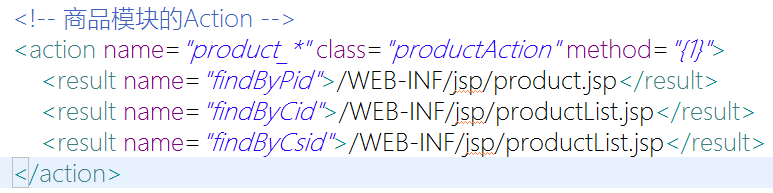 <!-- 商品模块的Action -->
<action name="product_*" class="productAction" method="{1}">
<result name="findByPid">/WEB-INF/jsp/product.jsp</result>
<result name="findByCid">/WEB-INF/jsp/productList.jsp</result>
<result name="findByCsid">/WEB-INF/jsp/productList.jsp</result>
</action>